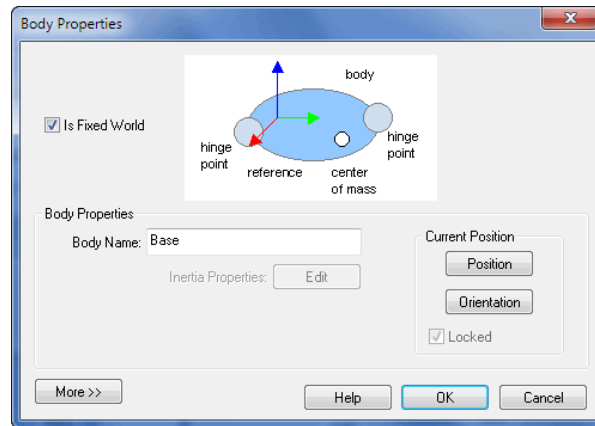 Body Properties
body
Is Fixed World
hinge point
hinge point
reference
center of mass
Body Properties
Body Name: Base
Current Position
Inertia Properties: Edit
Position
Orientation
Locked
More >>
Help
OK
Cancel